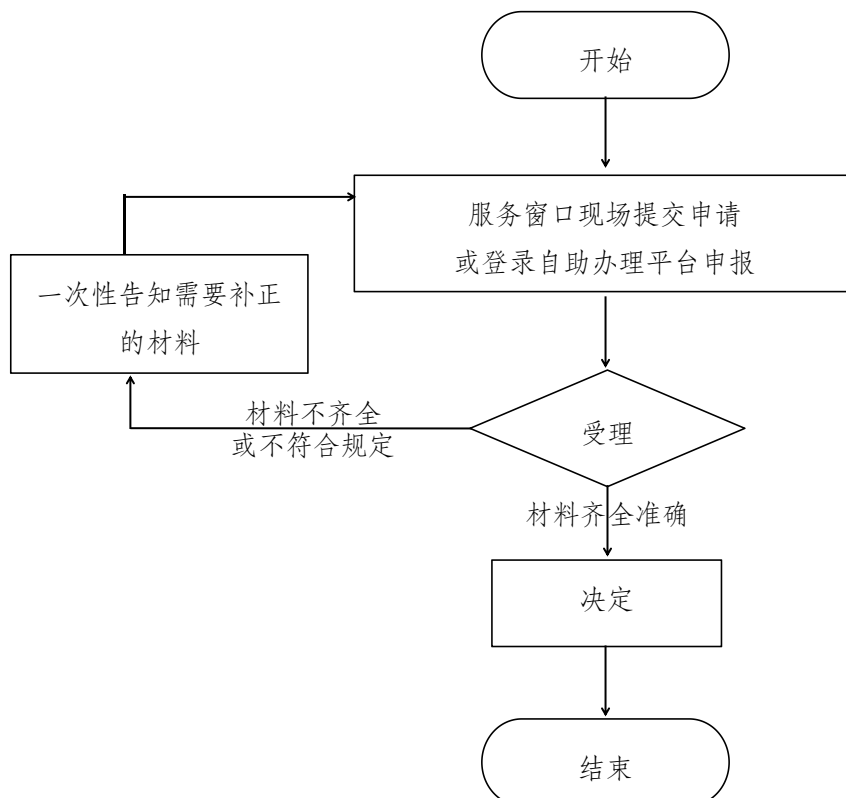 开始
服务窗口现场提交申请
或登录自助办理平台申报
一次性告知需要补正
的材料
材料不齐全
或不符合规定
受理
材料齐全准确
决定
结束